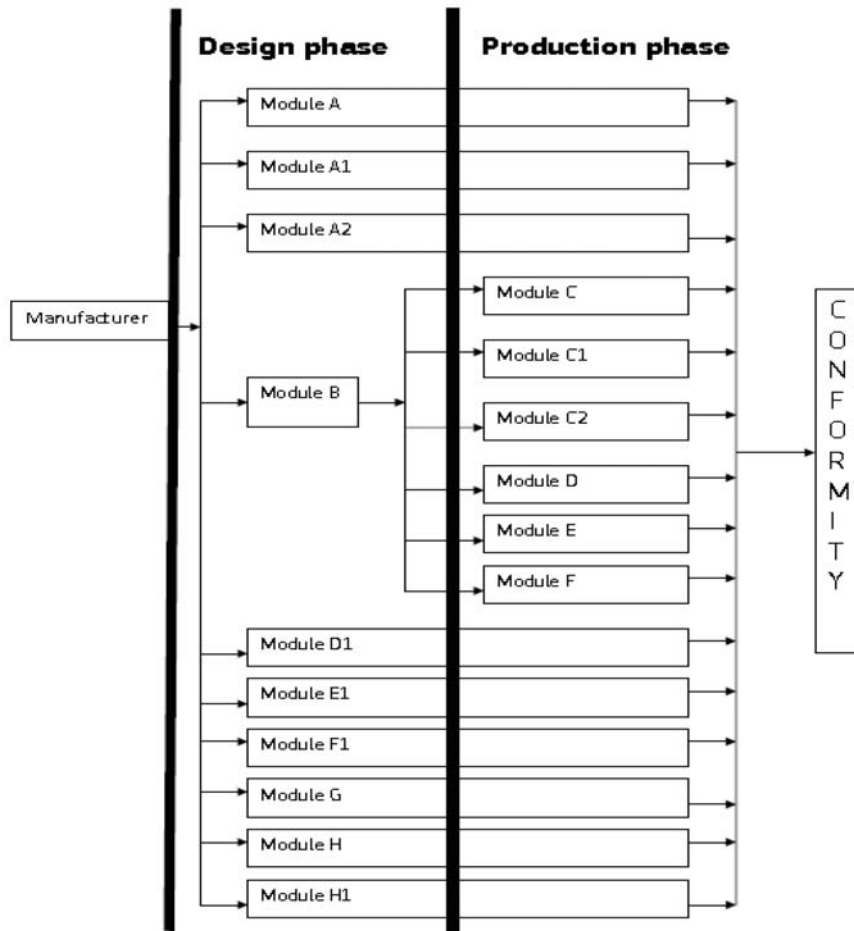 Design phase
Production phase
Module A
Module A1
Module A2
Manufacturer
Module B
Module C
Module C1
Module C2
Module D
Module E
Module F
Module D1
Module E1
Module F1
Module G
Module H
Module H1
CONFORMITY